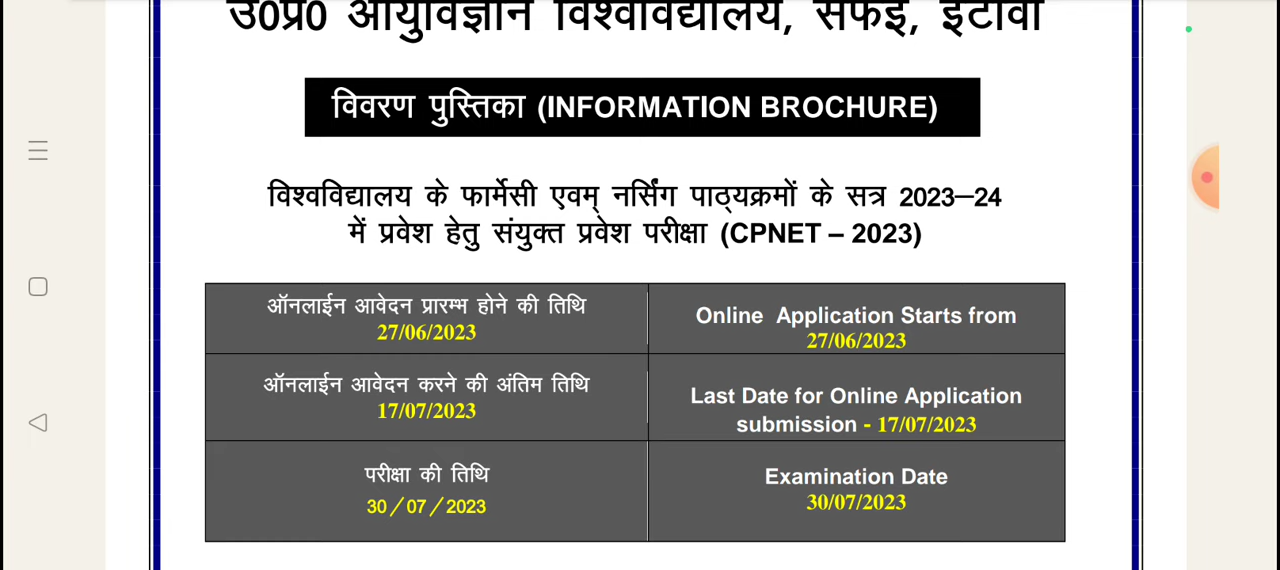 उ0प्र0 आयुर्विज्ञान विश्वविद्यालय, सैफई, इटावा
विवरण पुस्तिका (INFORMATION BROCHURE)
विश्वविद्यालय के फार्मेसी एवम् नर्सिंग पाठ्यक्रमों के सत्र 2023–24
में प्रवेश हेतु संयुक्त प्रवेश परीक्षा (CPNET – 2023)
ऑनलाईन आवेदन प्रारम्भ होने की तिथि
27/06/2023
Online Application Starts from
27/06/2023
ऑनलाईन आवेदन करने की अंतिम तिथि
17/07/2023
Last Date for Online Application
submission - 17/07/2023
परीक्षा की तिथि
30/07/2023
Examination Date
30/07/2023